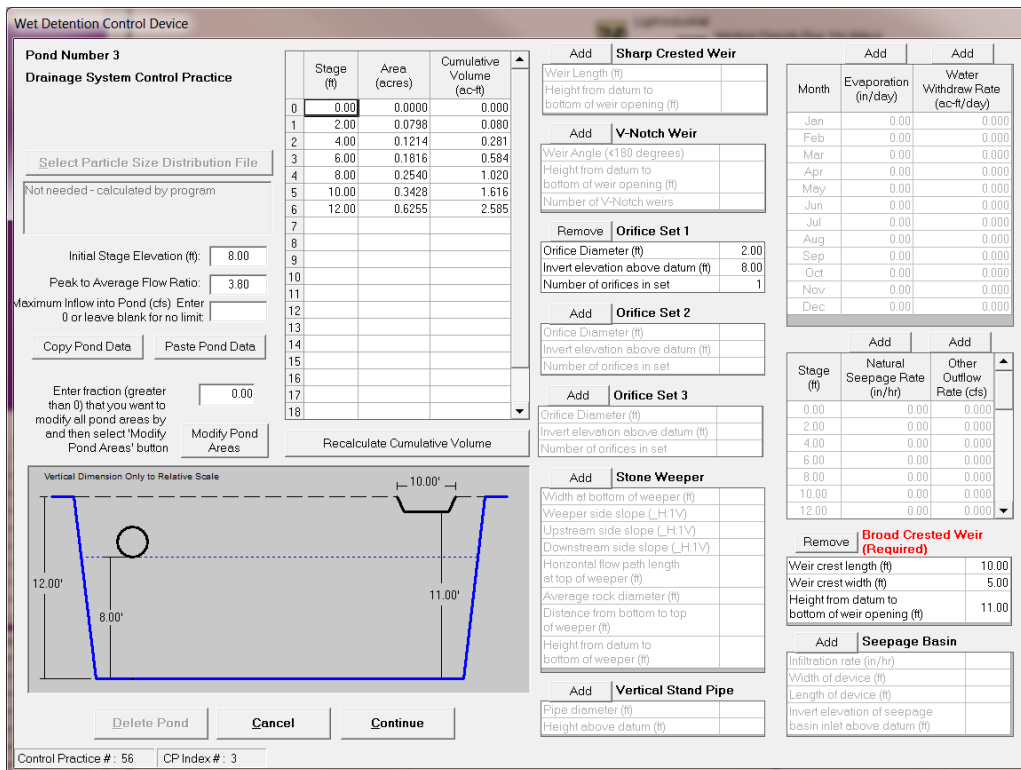 Wet Detention Control Device
Pond Number 3
Drainage System Control Practice
Select Particle Size Distribution File
Not needed - calculated by program
Initial Stage Elevation (ft): 8.00
Peak to Average Flow Ratio: 3.80
Maximum Inflow into Pond (cfs) Enter
0 or leave blank for no limit:
Copy Pond Data Paste Pond Data
Enter fraction (greater
than 0) that you want to
modify all pond areas by
and then select 'Modify
Pond Areas' button
0.00
Modify Pond
Areas
Stage (ft) Area (acres) Cumulative Volume (ac-ft)
0 0.00 0.0000 0.000
1 2.00 0.0798 0.080
2 4.00 0.1214 0.281
3 6.00 0.1816 0.584
4 8.00 0.2540 1.020
5 10.00 0.3428 1.616
6 12.00 0.6255 2.585
7
8
9
10
11
12
13
14
15
16
17
18
Recalculate Cumulative Volume
Vertical Dimension Only to Relative Scale
10.00'
12.00'
8.00'
11.00'
Delete Pond Cancel Continue
Control Practice #: 56 CP Index #: 3
Add Sharp Crested Weir
Weir Length (ft)
Height from datum to
bottom of weir opening (ft)
Add V-Notch Weir
Weir Angle (<180 degrees)
Height from datum to
bottom of weir opening (ft)
Number of V-Notch weirs
Remove Orifice Set 1
Orifice Diameter (ft) 2.00
Invert elevation above datum (ft) 8.00
Number of orifices in set 1
Add Orifice Set 2
Orifice Diameter (ft)
Invert elevation above datum (ft)
Number of orifices in set
Add Orifice Set 3
Orifice Diameter (ft)
Invert elevation above datum (ft)
Number of orifices in set
Add Stone Weeper
Width at bottom of weeper (ft)
Weeper side slope (_H:1V)
Upstream side slope (_H:1V)
Downstream side slope (_H:1V)
Horizontal flow path length
at top of weeper (ft)
Average rock diameter (ft)
Distance from bottom to top
of weeper (ft)
Height from datum to
bottom of weeper (ft)
Add Vertical Stand Pipe
Pipe diameter (ft)
Height above datum (ft)
Add Add
Month Evaporation (in/day) Water Withdraw Rate (ac-ft/day)
Jan 0.00 0.000
Feb 0.00 0.000
Mar 0.00 0.000
Apr 0.00 0.000
May 0.00 0.000
Jun 0.00 0.000
Jul 0.00 0.000
Aug 0.00 0.000
Sep 0.00 0.000
Oct 0.00 0.000
Nov 0.00 0.000
Dec 0.00 0.000
Add Add
Stage (ft) Natural Seepage Rate (in/hr) Other Outflow Rate (cfs)
0.00 0.00 0.000
2.00 0.00 0.000
4.00 0.00 0.000
6.00 0.00 0.000
8.00 0.00 0.000
10.00 0.00 0.000
12.00 0.00 0.000
Remove Broad Crested Weir
(Required)
Weir crest length (ft) 10.00
Weir crest width (ft) 5.00
Height from datum to
bottom of weir opening (ft) 11.00
Add Seepage Basin
Infiltration rate (in/hr)
Width of device (ft)
Length of device (ft)
Invert elevation of seepage
basin inlet above datum (ft)